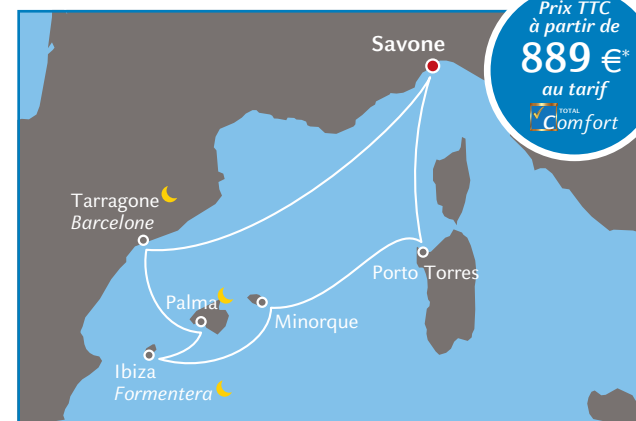 Prix TTC
à partir de
889 €*
au tarif
TOTAL
Comfort
Savone
Tarragone
Barcelone
Porto Torres
Palma
Minorque
Ibiza
Formentera